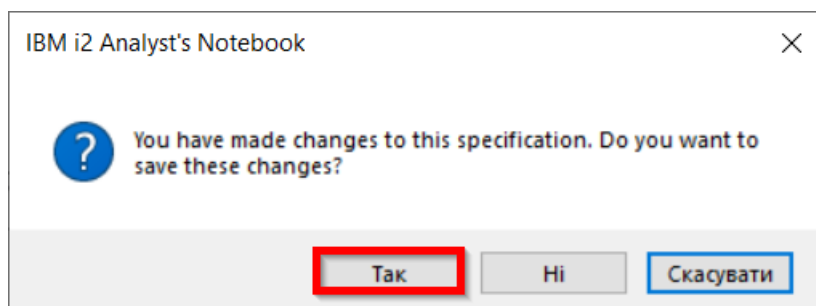 IBM i2 Analyst's Notebook
You have made changes to this specification. Do you want to
save these changes?
Так
Ні
Скасувати